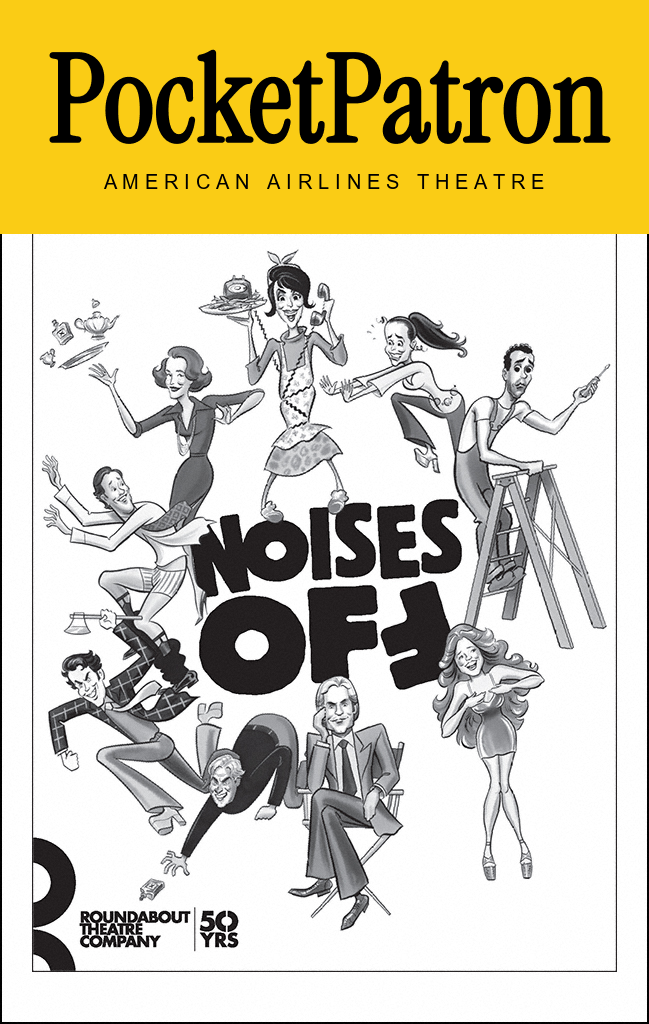 PocketPatron
AMERICAN AIRLINES THEATRE
NOISES
OFF
ROUNDABOUT
THEATRE
COMPANY
50
YRS